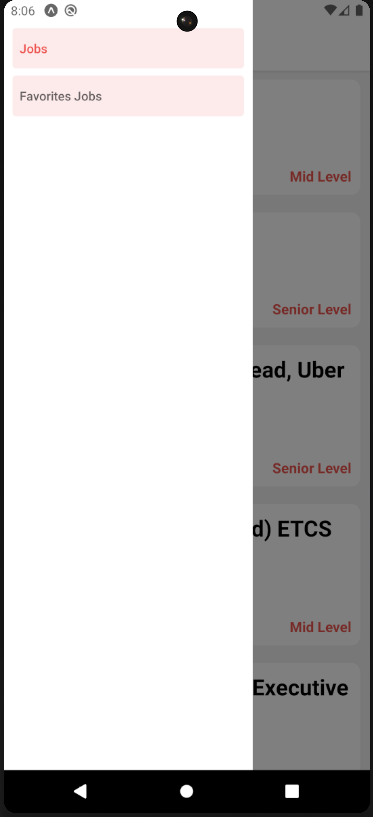 8:06
Jobs
Favorites Jobs
Mid Level
Senior Level
ead, Uber
Senior Level
d) ETCS
Mid Level
Executive